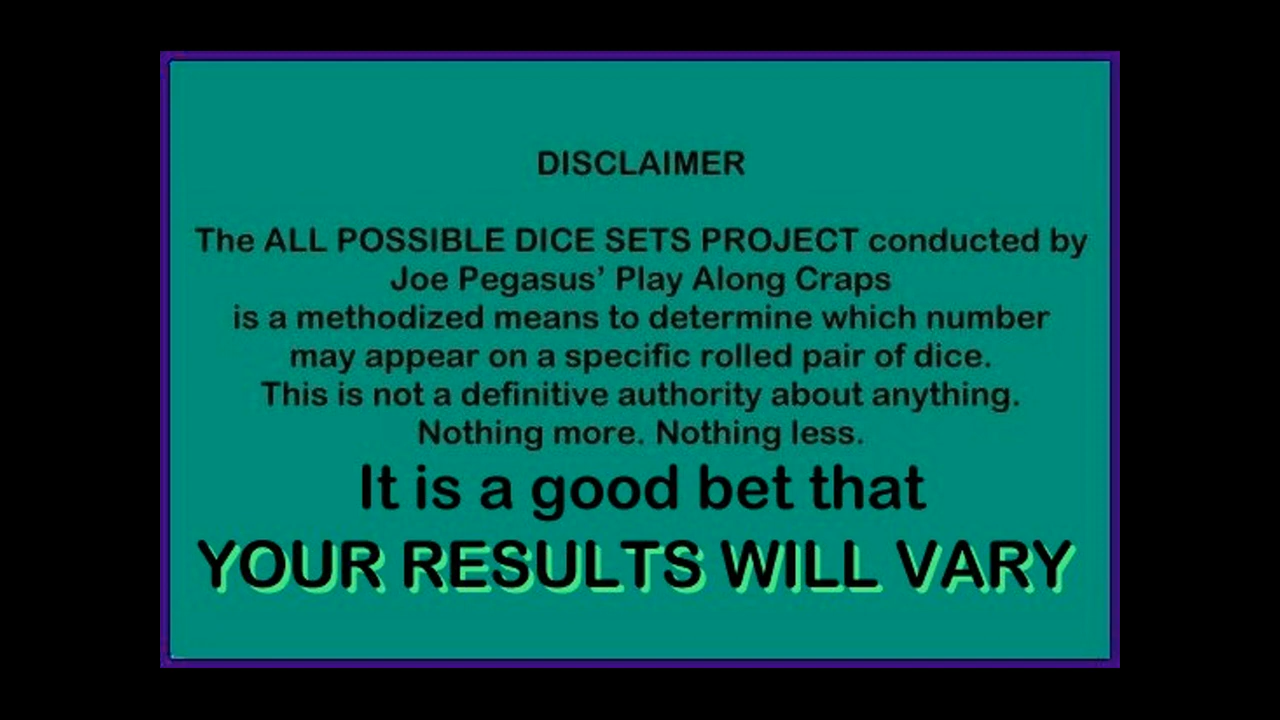 DISCLAIMER
The ALL POSSIBLE DICE SETS PROJECT conducted by
Joe Pegasus’ Play Along Craps
is a methodized means to determine which number
may appear on a specific rolled pair of dice.
This is not a definitive authority about anything.
Nothing more. Nothing less.
It is a good bet that
YOUR RESULTS WILL VARY